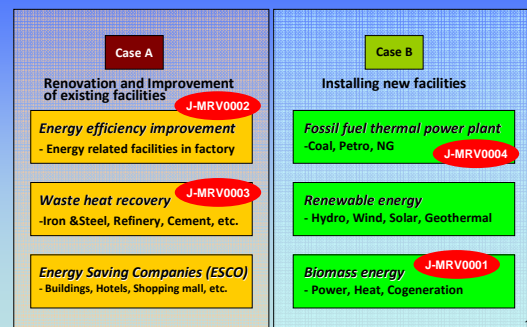 Case A
Renovation and Improvement
of existing facilities
J-MRV0002
Energy efficiency improvement
- Energy related facilities in factory
J-MRV0003
Waste heat recovery
-Iron &Steel, Refinery, Cement, etc.
Energy Saving Companies (ESCO)
- Buildings, Hotels, Shopping mall, etc.
Case B
Installing new facilities
Fossil fuel thermal power plant
-Coal, Petro, NG
J-MRV0004
Renewable energy
- Hydro, Wind, Solar, Geothermal
J-MRV0001
Biomass energy
- Power, Heat, Cogeneration